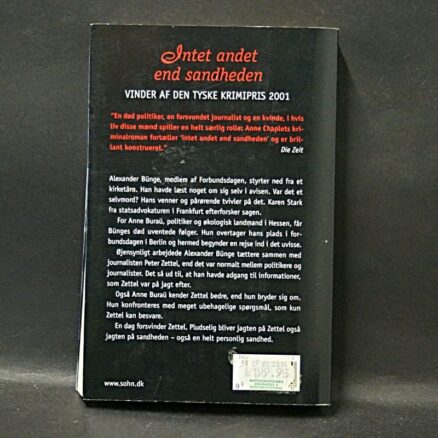 Intet andet
end sandheden
VINDER AF DEN TYSKE KRIMIPRIS 2001
"En død politiker, en forsvundet journalist og en kvinde, i hvis
liv disse mænd spiller en helt særlig rolle: Anne Chaplets kri-
minalroman fortæller 'intet andet end sandheden' og er bril-
lant konstrueret."
Die Zeit
Alexander Bünge, medlem af Forbundsdagen, styrter ned fra et
kirketårn. Han havde læst noget om sig selv i avisen. Var det et
selvmord? Hans venner og pårørende tvivler på det. Karen Stark
fra statsadvokaturen i Frankfurt efterforsker sagen.
For Anne Buraū, politiker og økologisk landmand i Hessen, får
Bünges død uventede følger. Hun overtager hans plads i for-
bundsdagen i Berlin og hermed begynder en rejse ind i det uvisse.
Øjensynligt arbejdede Alexander Bünge tættere sammen med
journalisten Peter Zettel, end det var normalt mellem politikere og
journalister. Det så ud til, at han havde adgang til informationer,
som Zettel var på jagt efter.
Også Anne Buraū kender Zettel bedre, end hun bryder sig om.
Hun konfronteres med meget ubehagelige spørgsmål, som kun
Zettel kan besvare.
En dag forsvinder Zettel. Pludselig bliver jagten på Zettel også
jagten på sandheden – også en helt personlig sandhed.
www.sohn.dk